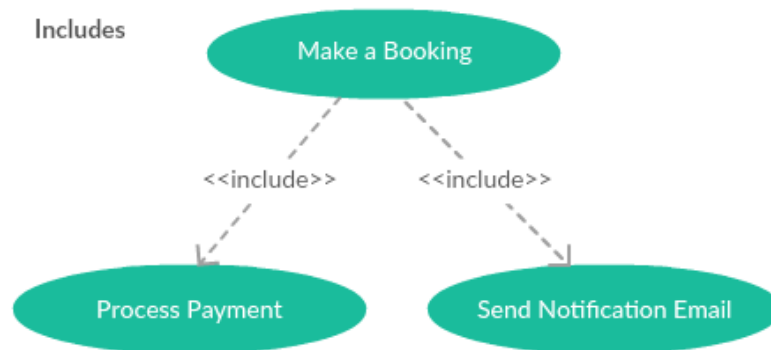 Includes
Make a Booking
<<include>>
<<include>>
Process Payment
Send Notification Email